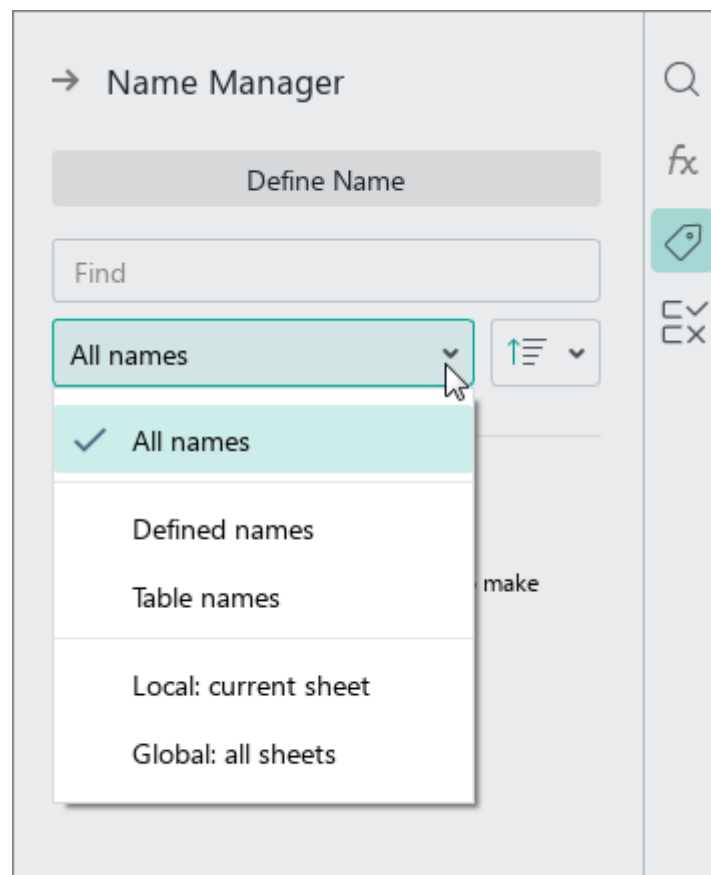 Name Manager
fx
Define Name
Find
All names
All names
Defined names
make
Table names
Local: current sheet
Global: all sheets